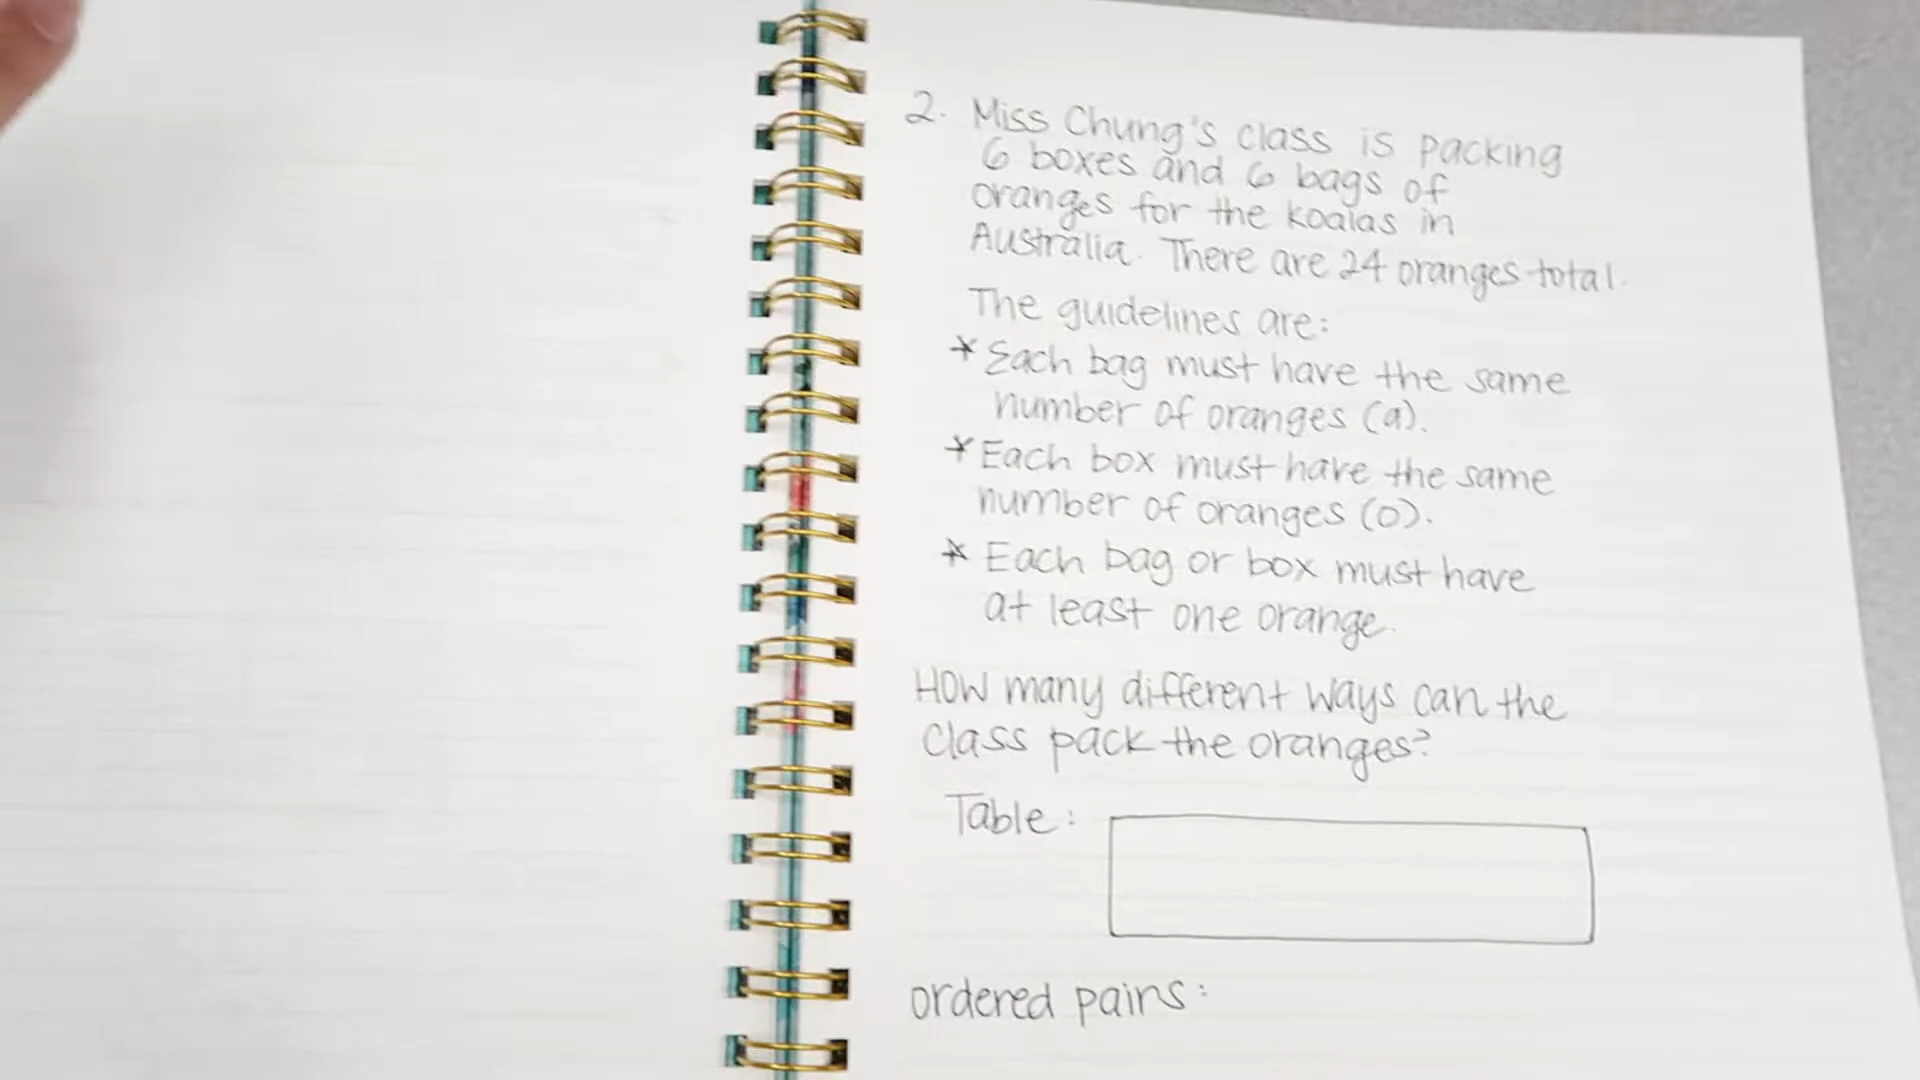 2. Miss Chung's class is packing
6 boxes and 6 bags of
oranges for the koalas in
Australia. There are 24 oranges total.
The guidelines are:
* Each bag must have the same
number of oranges (a).
* Each box must have the same
number of oranges (o).
* Each bag or box must have
at least one orange.
How many different ways can the
class pack the oranges?
Table:
ordered pairs: